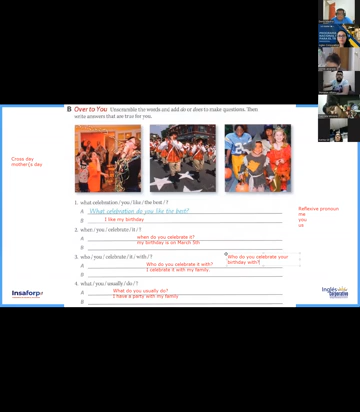 B Over to You Unscramble the words and add do or does to make questions. Then
write answers that are true for you.
Cross day
mother¡s day
1. what celebration / you / like / the best / ?
A What celebration do you like the best?
B I like my birthday
2. when / you / celebrate / it / ?
A when do you celebrate it?
B my birthday is on March 5th
3. who / you / celebrate / it / with / ?
Who do you celebrate your
birthday with?
A Who do you celebrate it with?
B I celebrate it with my family.
4. what / you / usually / do / ?
A What do you usually do?
B I have a party with my family
Reflexive pronoun
me
you
us
Insaforp
Inglés
Corporativo